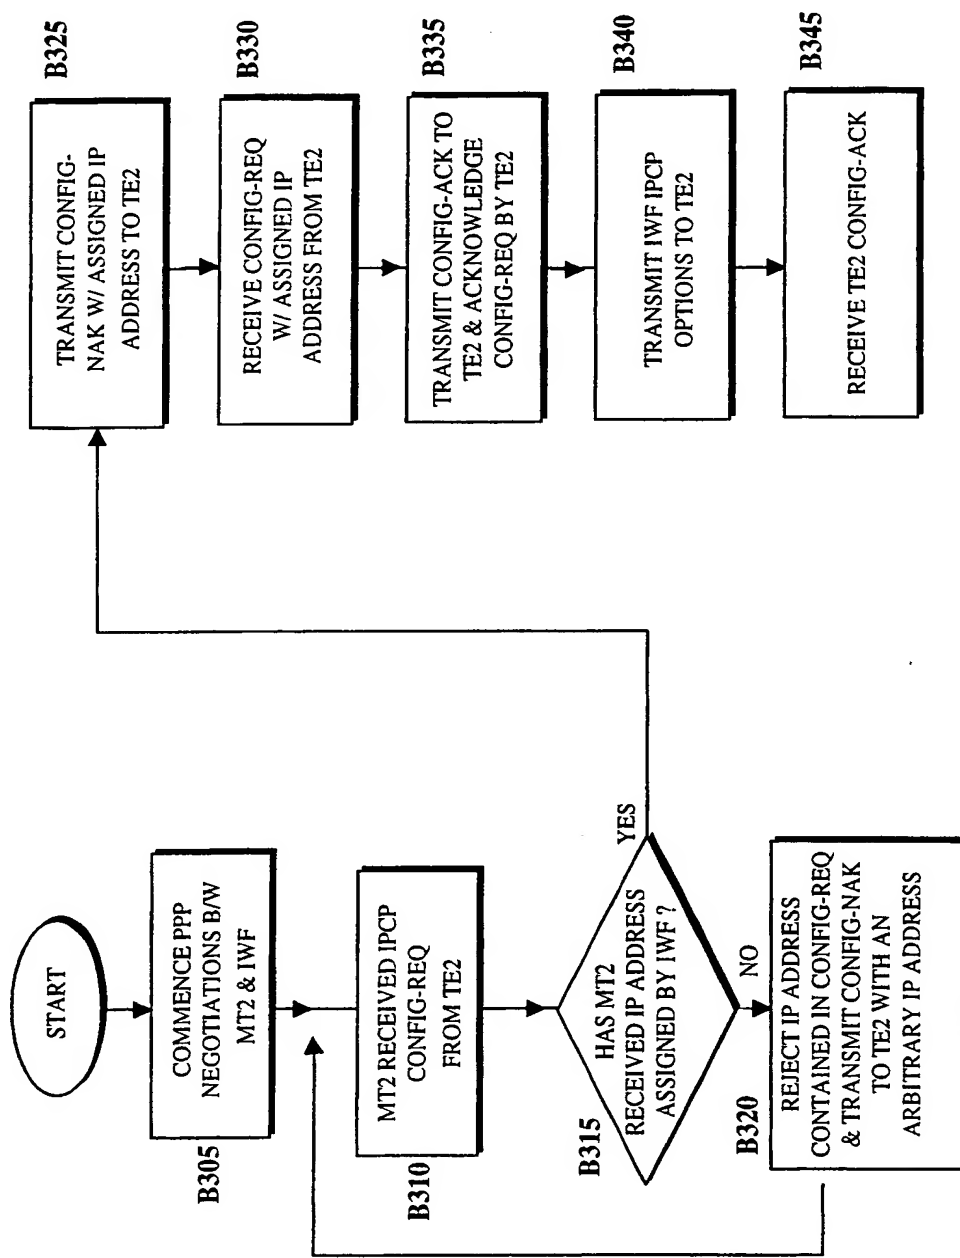 START
COMMENCE PPP
NEGOTIATIONS B/W
MT2 & IWF
B305
MT2 RECEIVED IPCP
CONFIG-REQ
FROM TE2
B310
HAS MT2
RECEIVED IP ADDRESS
ASSIGNED BY IWF ?
B315
YES
NO
REJECT IP ADDRESS
CONTAINED IN CONFIG-REQ
& TRANSMIT CONFIG-NAK
TO TE2 WITH AN
ARBITRARY IP ADDRESS
B320
TRANSMIT CONFIG-
NAK W/ ASSIGNED IP
ADDRESS TO TE2
B325
RECEIVE CONFIG-REQ
W/ ASSIGNED IP
ADDRESS FROM TE2
B330
TRANSMIT CONFIG-ACK TO
TE2 & ACKNOWLEDGE
CONFIG-REQ BY TE2
B335
TRANSMIT IWF IPCP
OPTIONS TO TE2
B340
RECEIVE TE2 CONFIG-ACK
B345